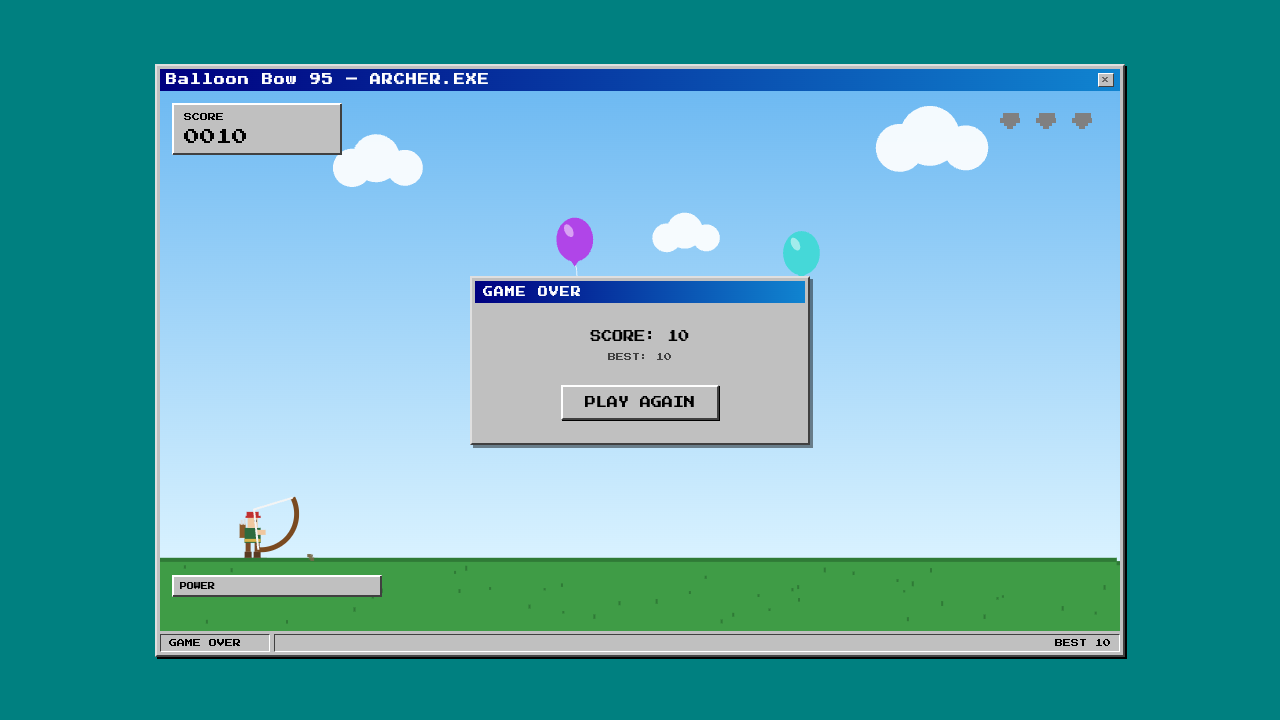 Balloon Bow 95 — ARCHER.EXE
SCORE
0010
GAME OVER
SCORE: 10
BEST: 10
PLAY AGAIN
POWER
GAME OVER
BEST 10